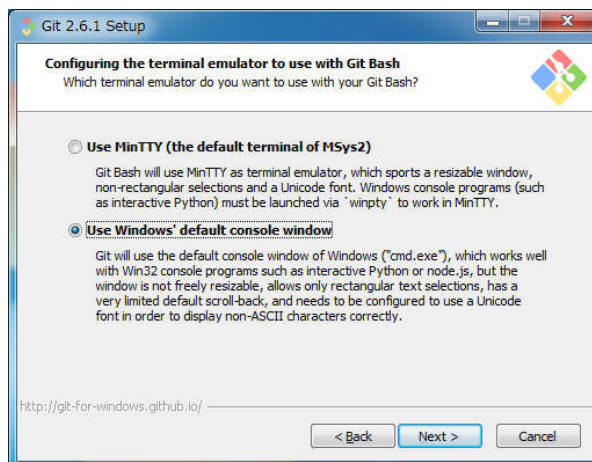 Git 2.6.1 Setup
Configuring the terminal emulator to use with Git Bash
Which terminal emulator do you want to use with your Git Bash?
Use MinTTY (the default terminal of MSys2)
Git Bash will use MinTTY as terminal emulator, which sports a resizable window,
non-rectangular selections and a Unicode font. Windows console programs (such
as interactive Python) must be launched via `winpty` to work in MinTTY.
Use Windows' default console window
Git will use the default console window of Windows ("cmd.exe"), which works well
with Win32 console programs such as interactive Python or node.js, but the
window is not freely resizable, allows only rectangular text selections, has a
very limited default scroll-back, and needs to be configured to use a Unicode
font in order to display non-ASCII characters correctly.
http://git-for-windows.github.io/
< Back
Next >
Cancel